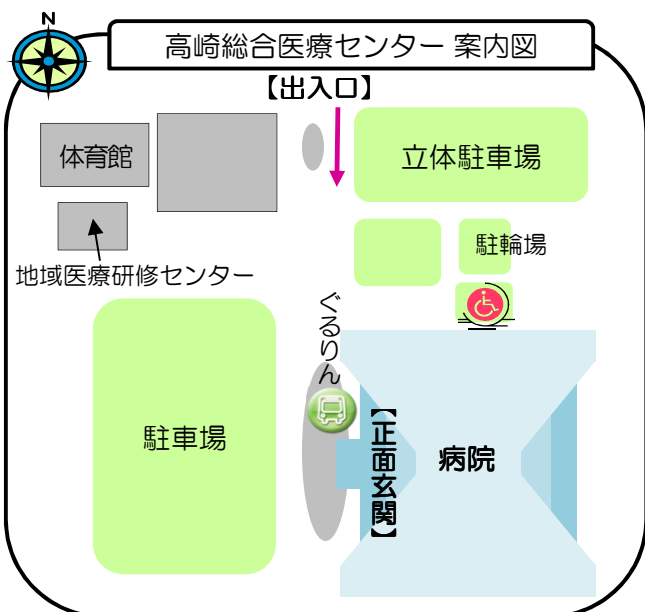 N
高崎総合医療センター 案内図
【出入口】
体育館
立体駐車場
駐輪場
地域医療研修センター
ぐるりん
駐車場
【正面玄関】
病院